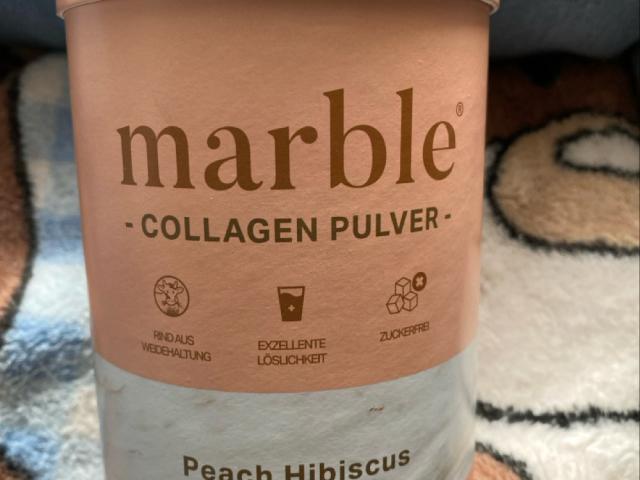 marble®
- COLLAGEN PULVER -
RIND AUS
WEIDEHALTUNG
EXZELLENTE
LÖSLICHKEIT
ZUCKERFREI
Peach Hibiscus